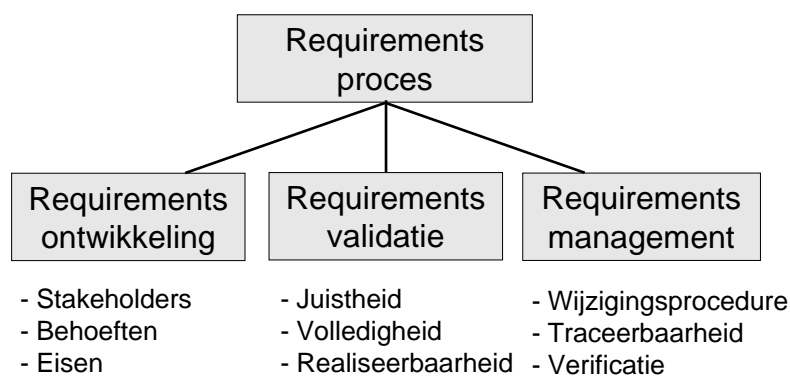 Requirements
proces
Requirements
ontwikkeling
Requirements
validatie
Requirements
management
- Stakeholders
- Behoeften
- Eisen
- Juistheid
- Volledigheid
- Realiseerbaarheid
- Wijzigingsprocedure
- Traceerbaarheid
- Verificatie